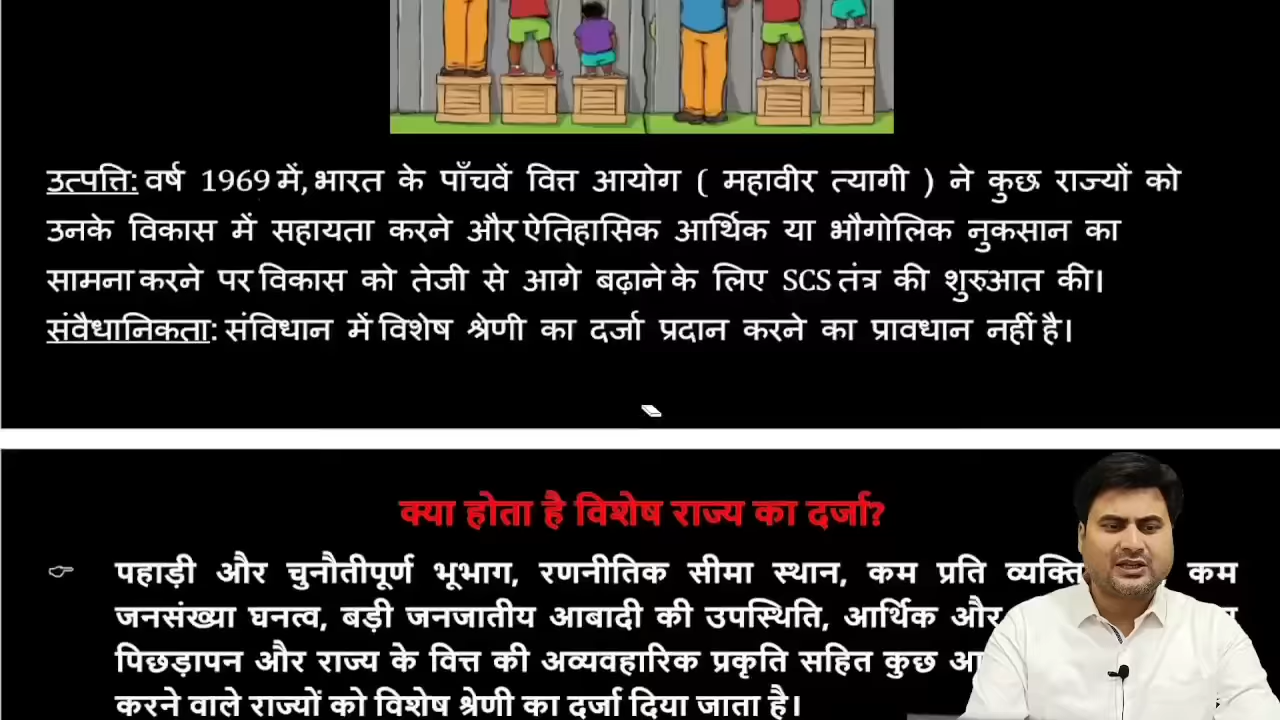 उत्पत्ति: वर्ष 1969 में, भारत के पाँचवें वित्त आयोग ( महावीर त्यागी ) ने कुछ राज्यों को
उनके विकास में सहायता करने और ऐतिहासिक आर्थिक या भौगोलिक नुकसान का
सामना करने पर विकास को तेजी से आगे बढ़ाने के लिए SCS तंत्र की शुरुआत की।
संवैधानिकता: संविधान में विशेष श्रेणी का दर्जा प्रदान करने का प्रावधान नहीं है।
क्या होता है विशेष राज्य का दर्जा?
पहाड़ी और चुनौतीपूर्ण भूभाग, रणनीतिक सीमा स्थान, कम प्रति कम
जनसंख्या घनत्व, बड़ी जनजातीय आबादी की उपस्थिति, आर्थिक और
पिछड़ापन और राज्य के वित्त की अव्यवहारिक प्रकृति सहित कुछ
करने वाले राज्यों को विशेष श्रेणी का दर्जा दिया जाता है।